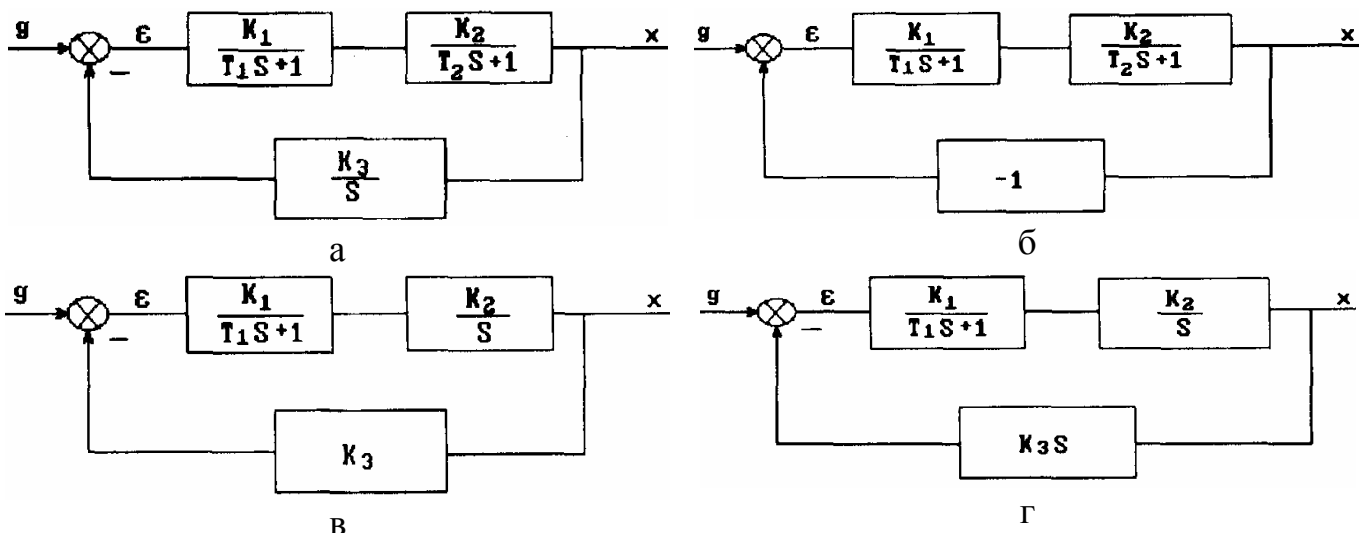 g ε K₁ K₂ x
T₁S+1 T₂S+1
−
K₃
S
а
g ε K₁ K₂ x
T₁S+1 T₂S+1
-1
б
g ε K₁ K₂ x
T₁S+1 S
−
K₃
в
g ε K₁ K₂ x
T₁S+1 S
−
K₃S
г